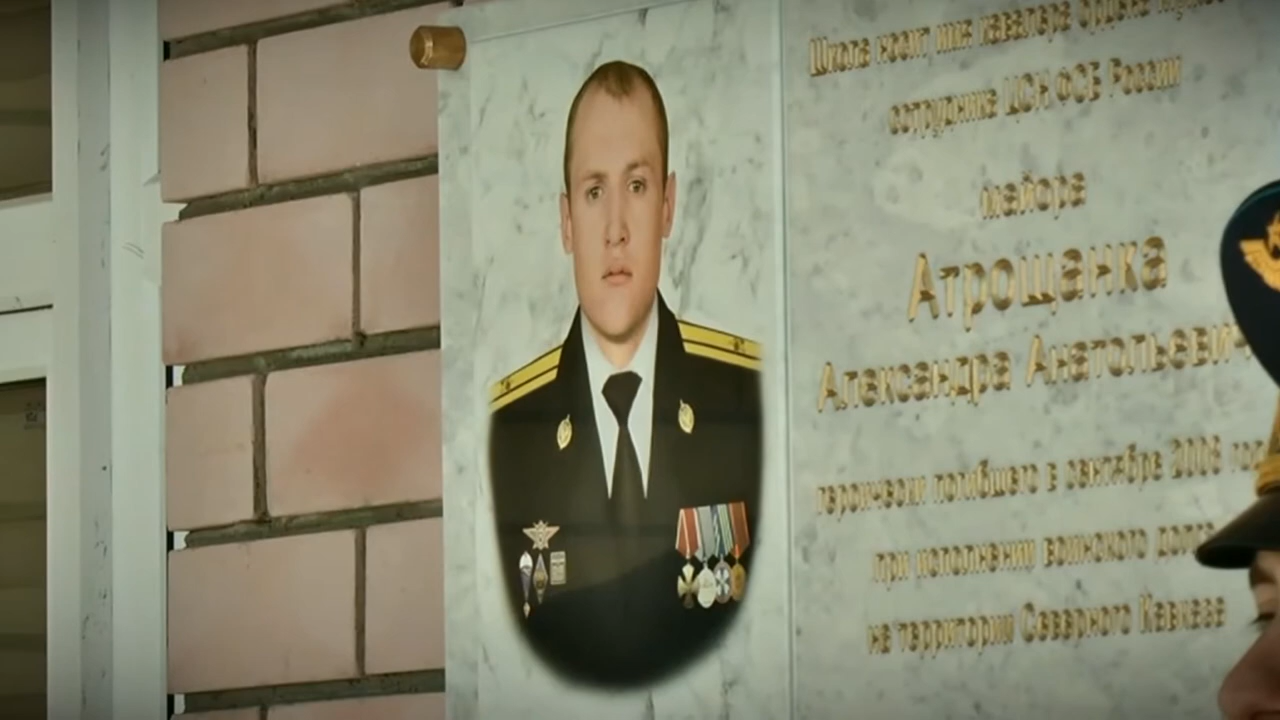 Школа носит имя кавалера ордена
сотрудника ЦСН ФСБ России
майора
Атрощанка
Александра Анатольевич
героически погибшего в сентябре
при исполнении воинского долга
на территории Северного Кавказа